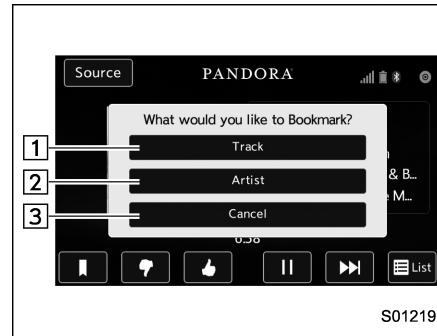 Source PANDORA
What would you like to Bookmark?
1 Track
2 Artist
& B...
3 Cancel
M...
List
S01219